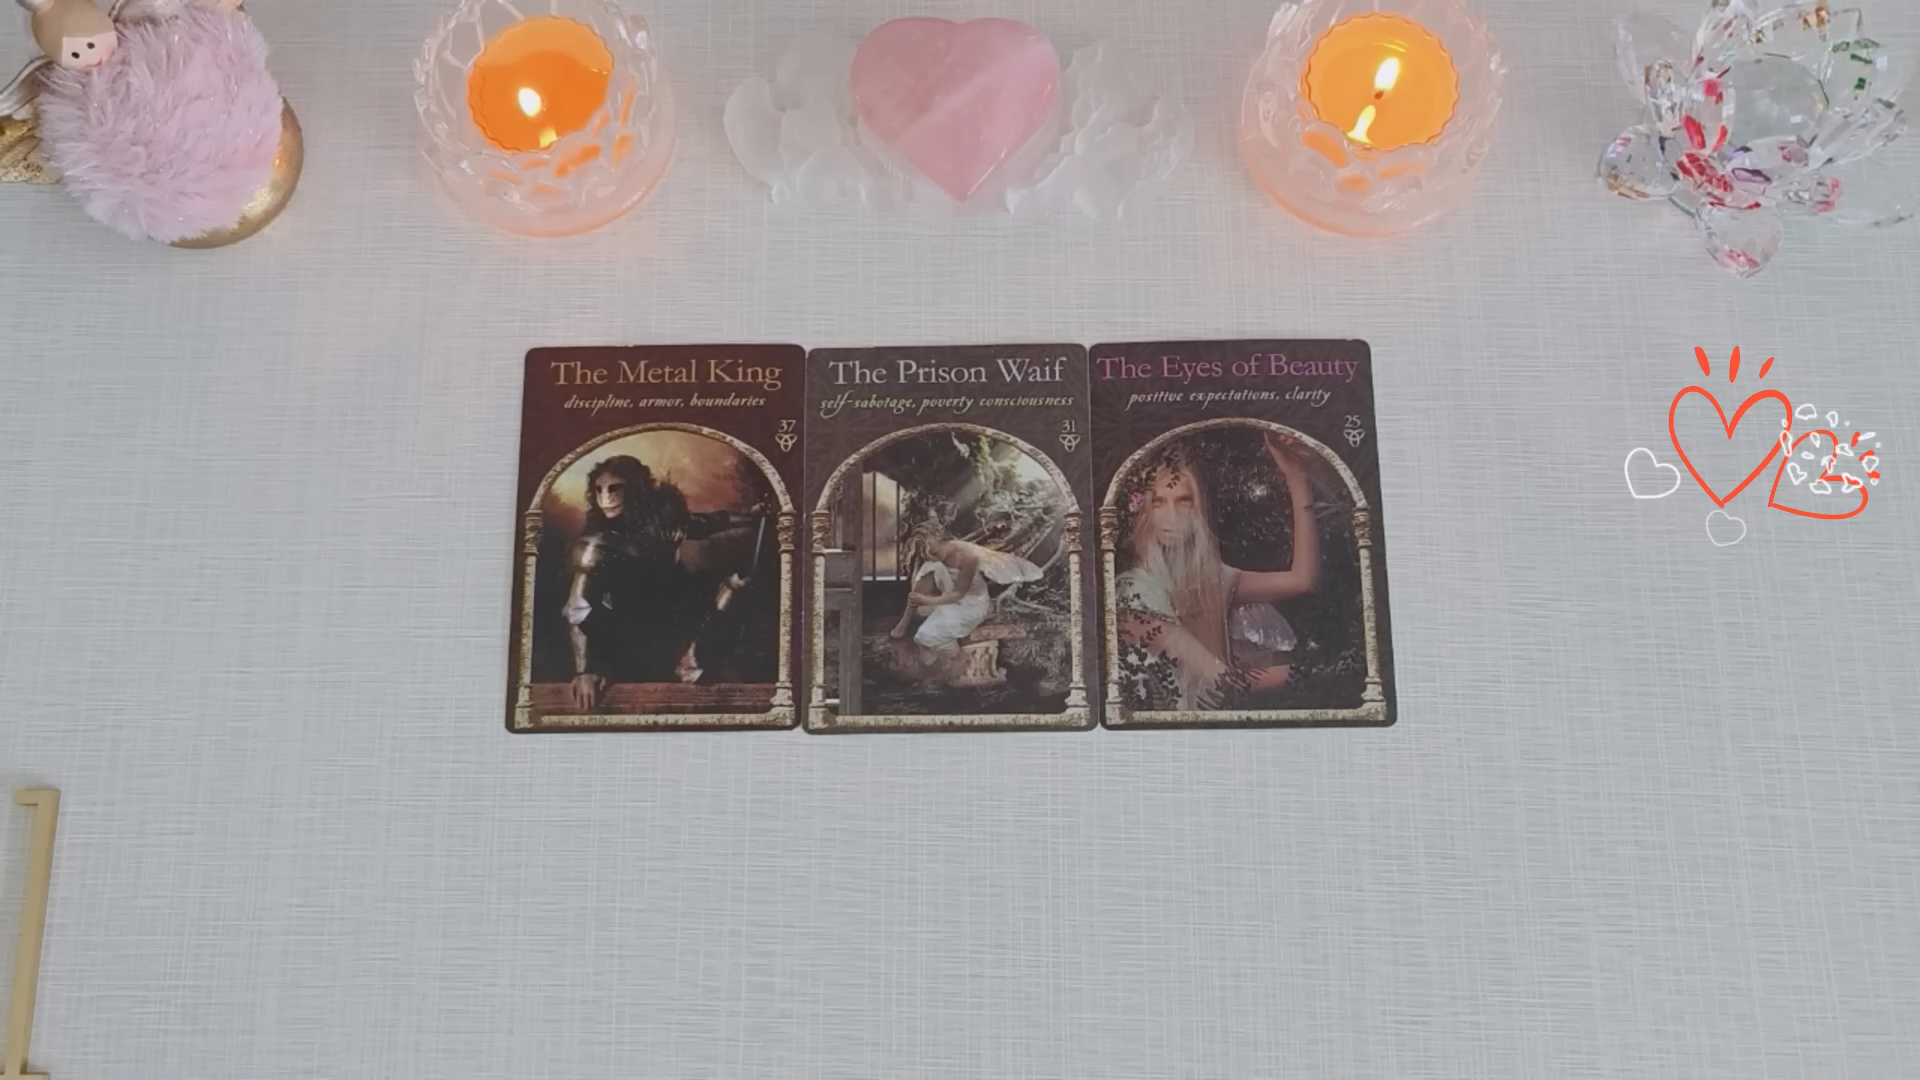 The Metal King
discipline, armor, boundaries
37
The Prison Waif
self-sabotage, poverty consciousness
31
The Eyes of Beauty
positive expectations, clarity
25